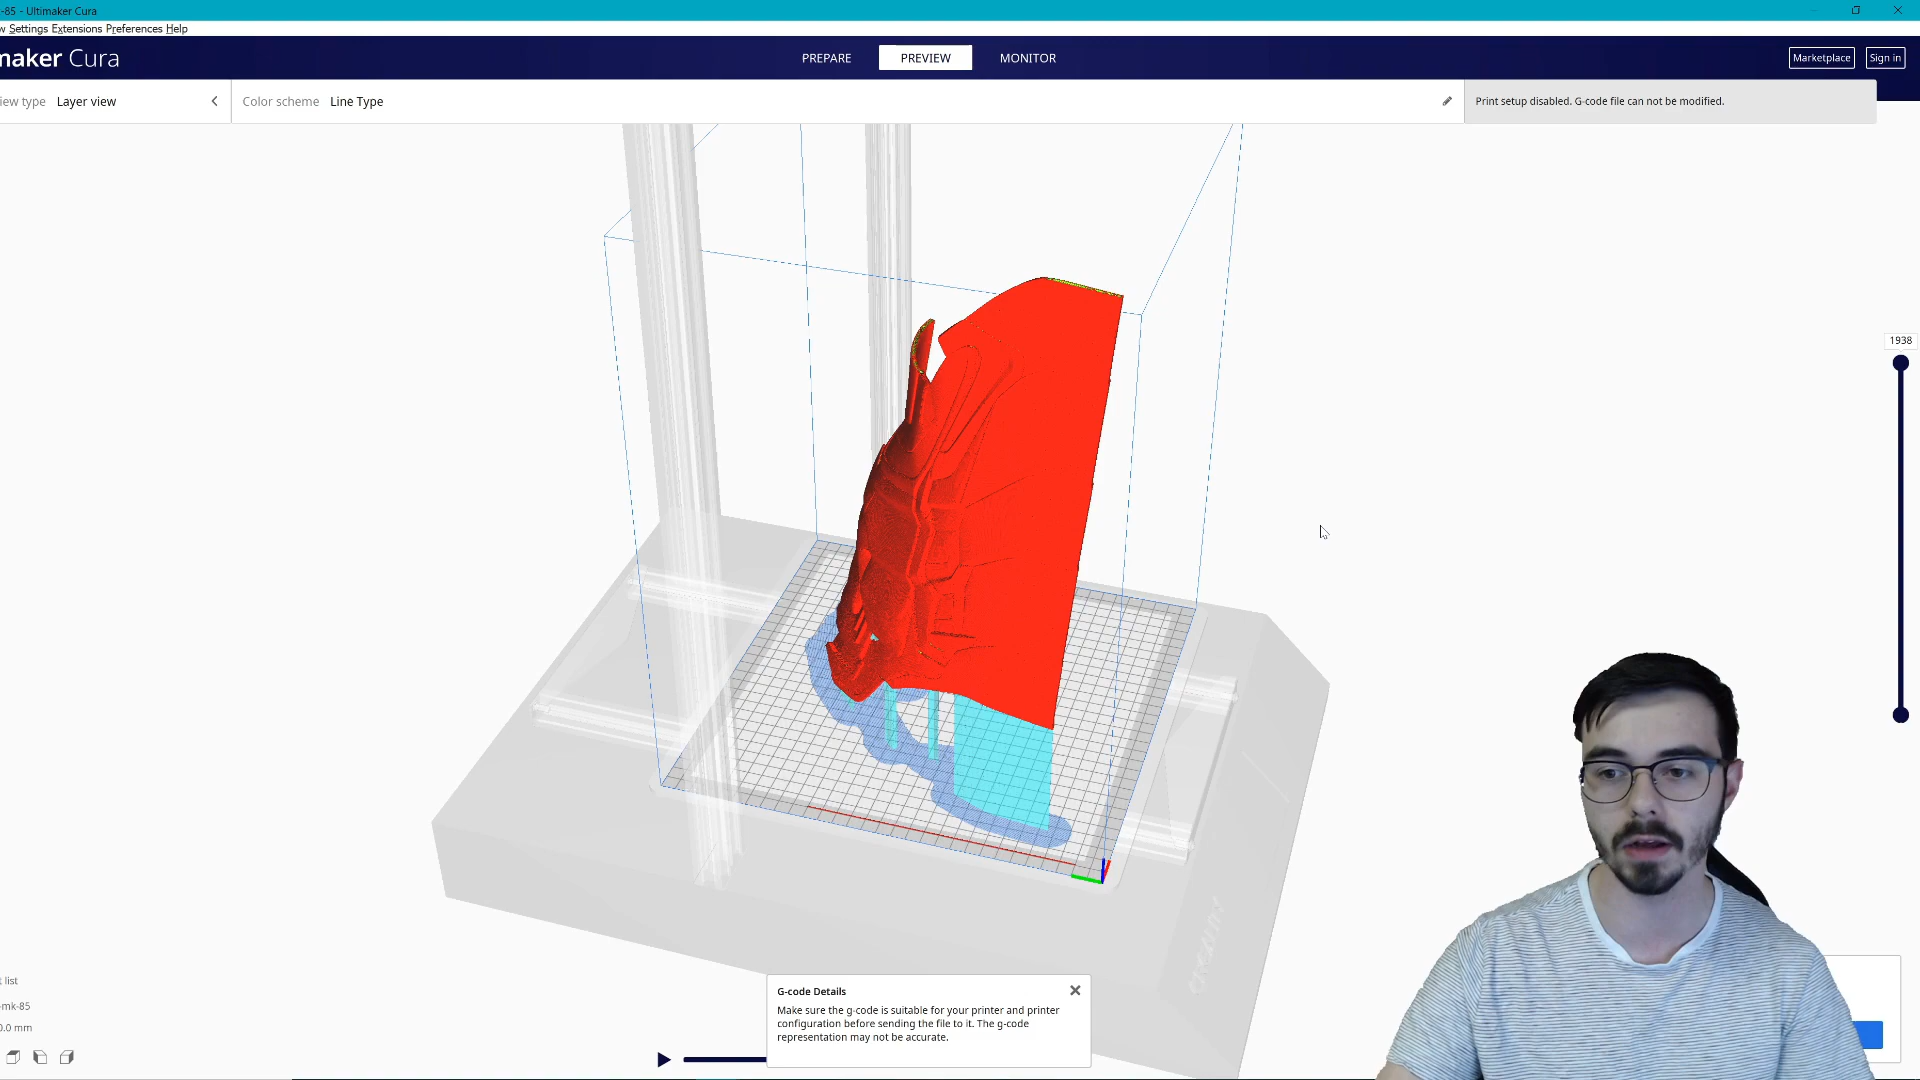 -85 - Ultimaker Cura
w Settings Extensions Preferences Help
maker Cura
PREPARE
PREVIEW
MONITOR
Marketplace
Sign in
iew type Layer view
Color scheme Line Type
Print setup disabled. G-code file can not be modified.
1938
CREALITY
t list
-mk-85
0.0 mm
G-code Details
Make sure the g-code is suitable for your printer and printer
configuration before sending the file to it. The g-code
representation may not be accurate.